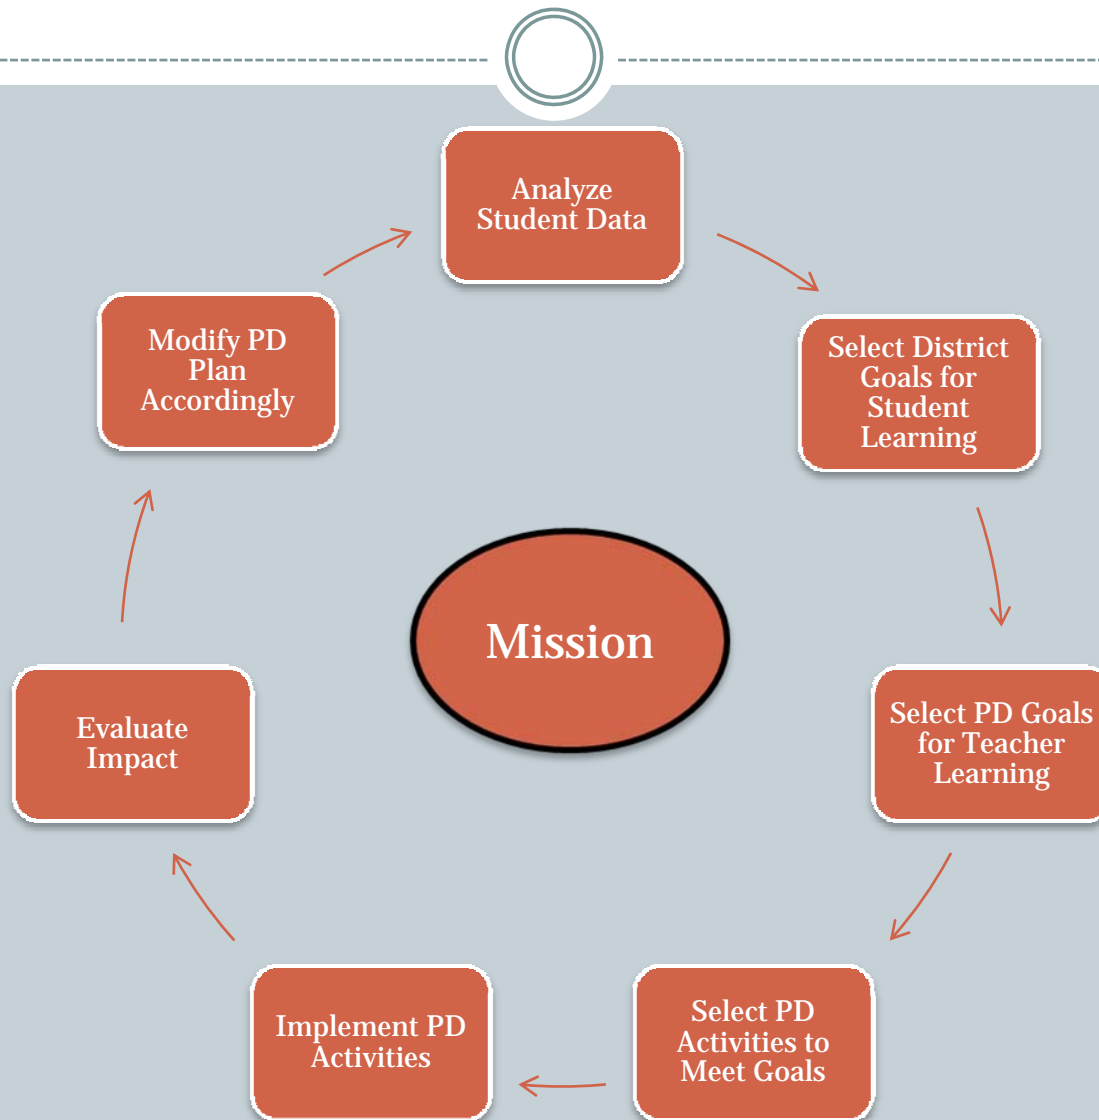 Analyze
Student Data
Select District
Goals for
Student
Learning
Select PD Goals
for Teacher
Learning
Select PD
Activities to
Meet Goals
Implement PD
Activities
Evaluate
Impact
Modify PD
Plan
Accordingly
Mission